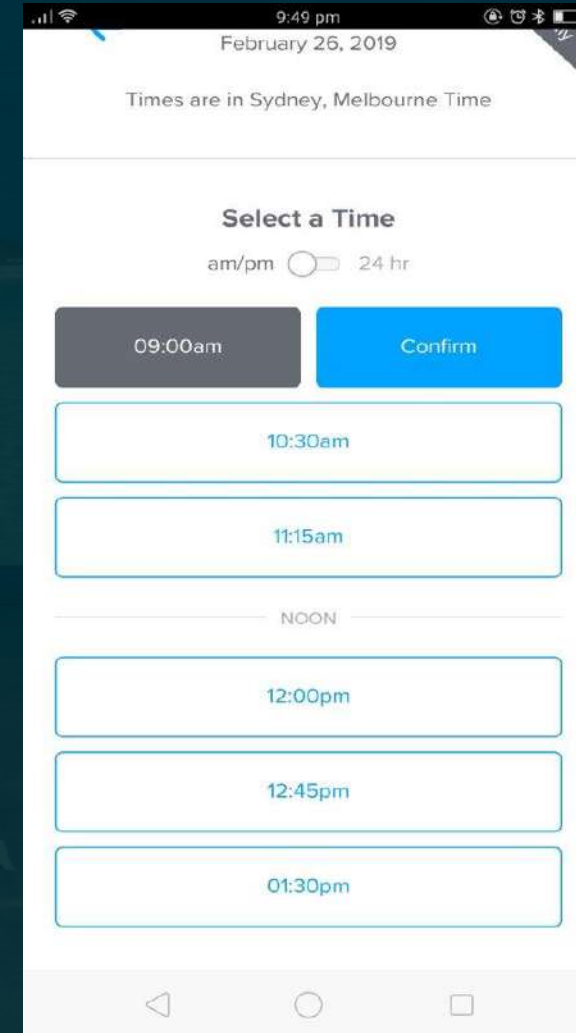 9:49 pm
February 26, 2019
Times are in Sydney, Melbourne Time
Select a Time
am/pm 24 hr
09:00am Confirm
10:30am
11:15am
NOON
12:00pm
12:45pm
01:30pm